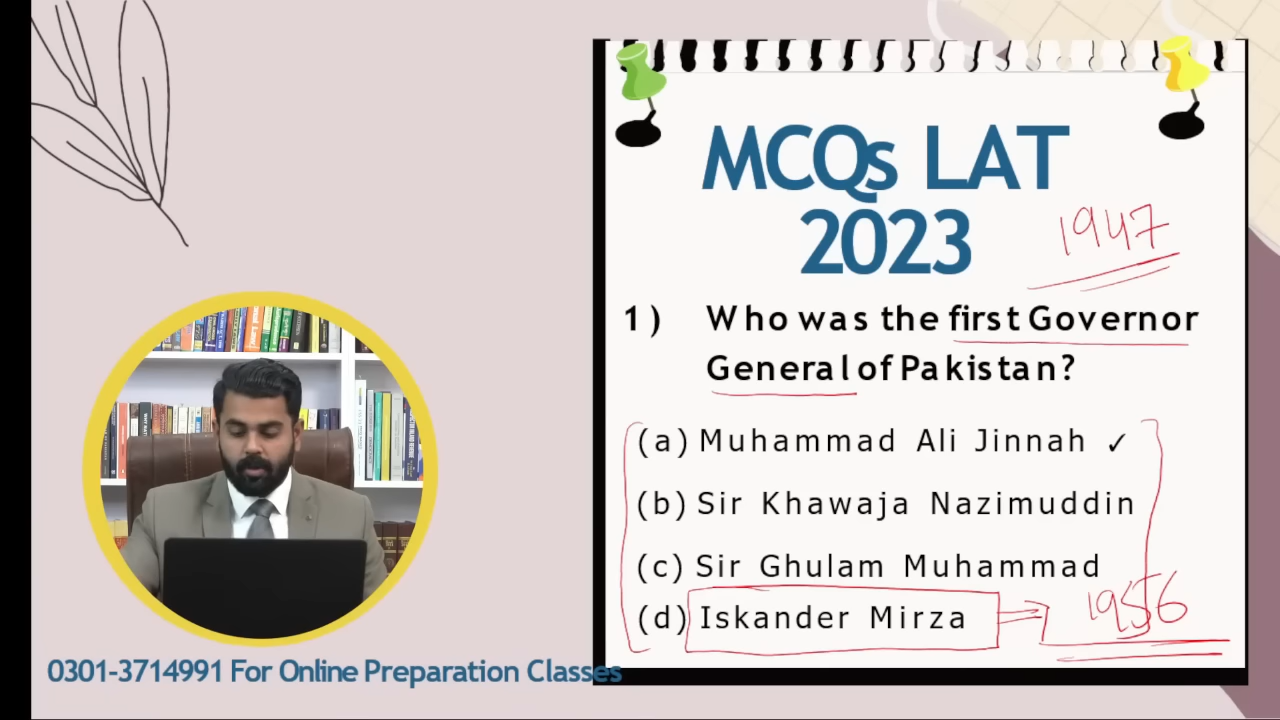 MCQs LAT
2023
1947
1) Who was the first Governor
General of Pakistan?
(a) Muhammad Ali Jinnah ✓
(b) Sir Khawaja Nazimuddin
(c) Sir Ghulam Muhammad
(d) Iskander Mirza
1956
0301-3714991 For Online Preparation Classes